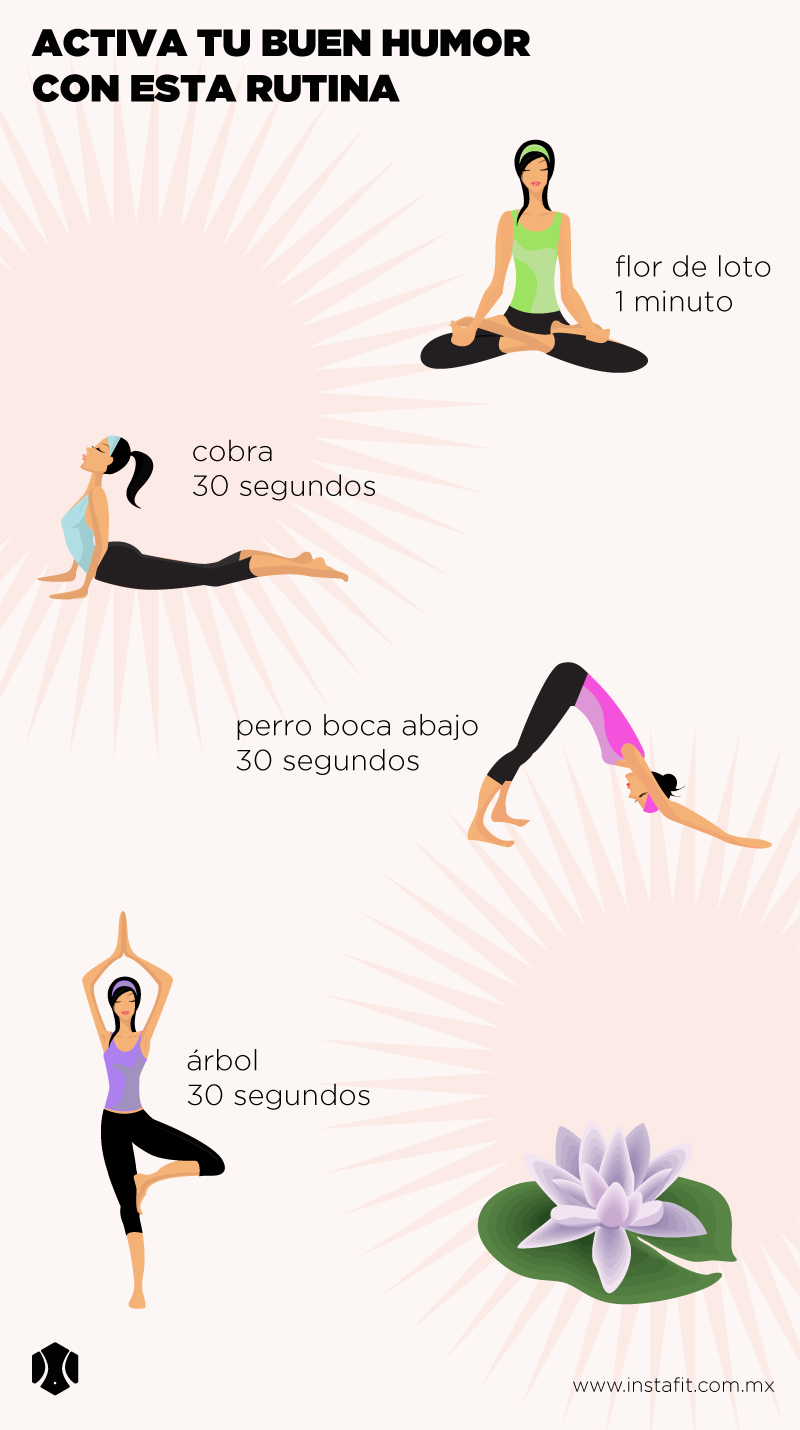 ACTIVA TU BUEN HUMOR
CON ESTA RUTINA
flor de loto
1 minuto
cobra
30 segundos
perro boca abajo
30 segundos
árbol
30 segundos
www.instafit.com.mx